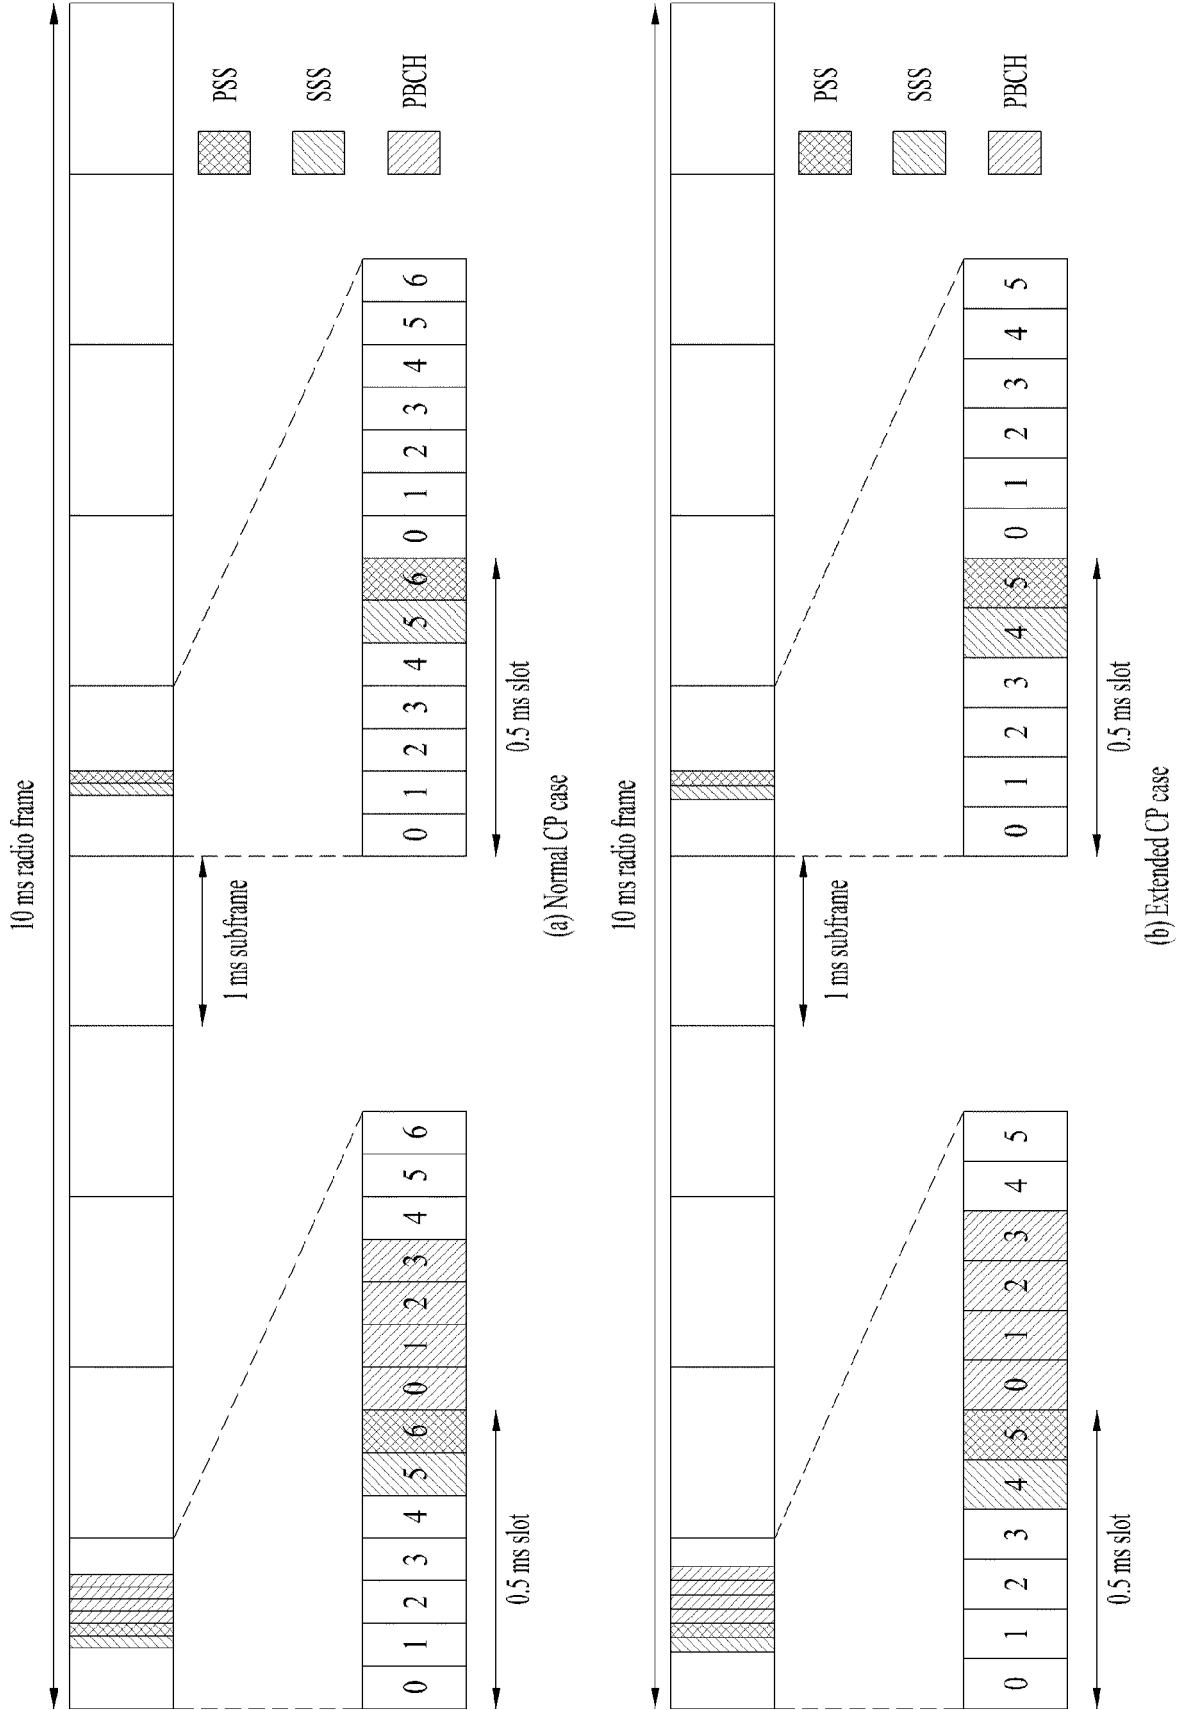 10 ms radio frame
1 ms subframe
PSS
SSS
PBCH
0 1 2 3 4 5 6 0 1 2 3 4 5 6
0 1 2 3 4 5 6 0 1 2 3 4 5 6
0.5 ms slot
0.5 ms slot
(a) Normal CP case
10 ms radio frame
1 ms subframe
PSS
SSS
PBCH
0 1 2 3 4 5 0 1 2 3 4 5
0 1 2 3 4 5 0 1 2 3 4 5
0.5 ms slot
0.5 ms slot
(b) Extended CP case